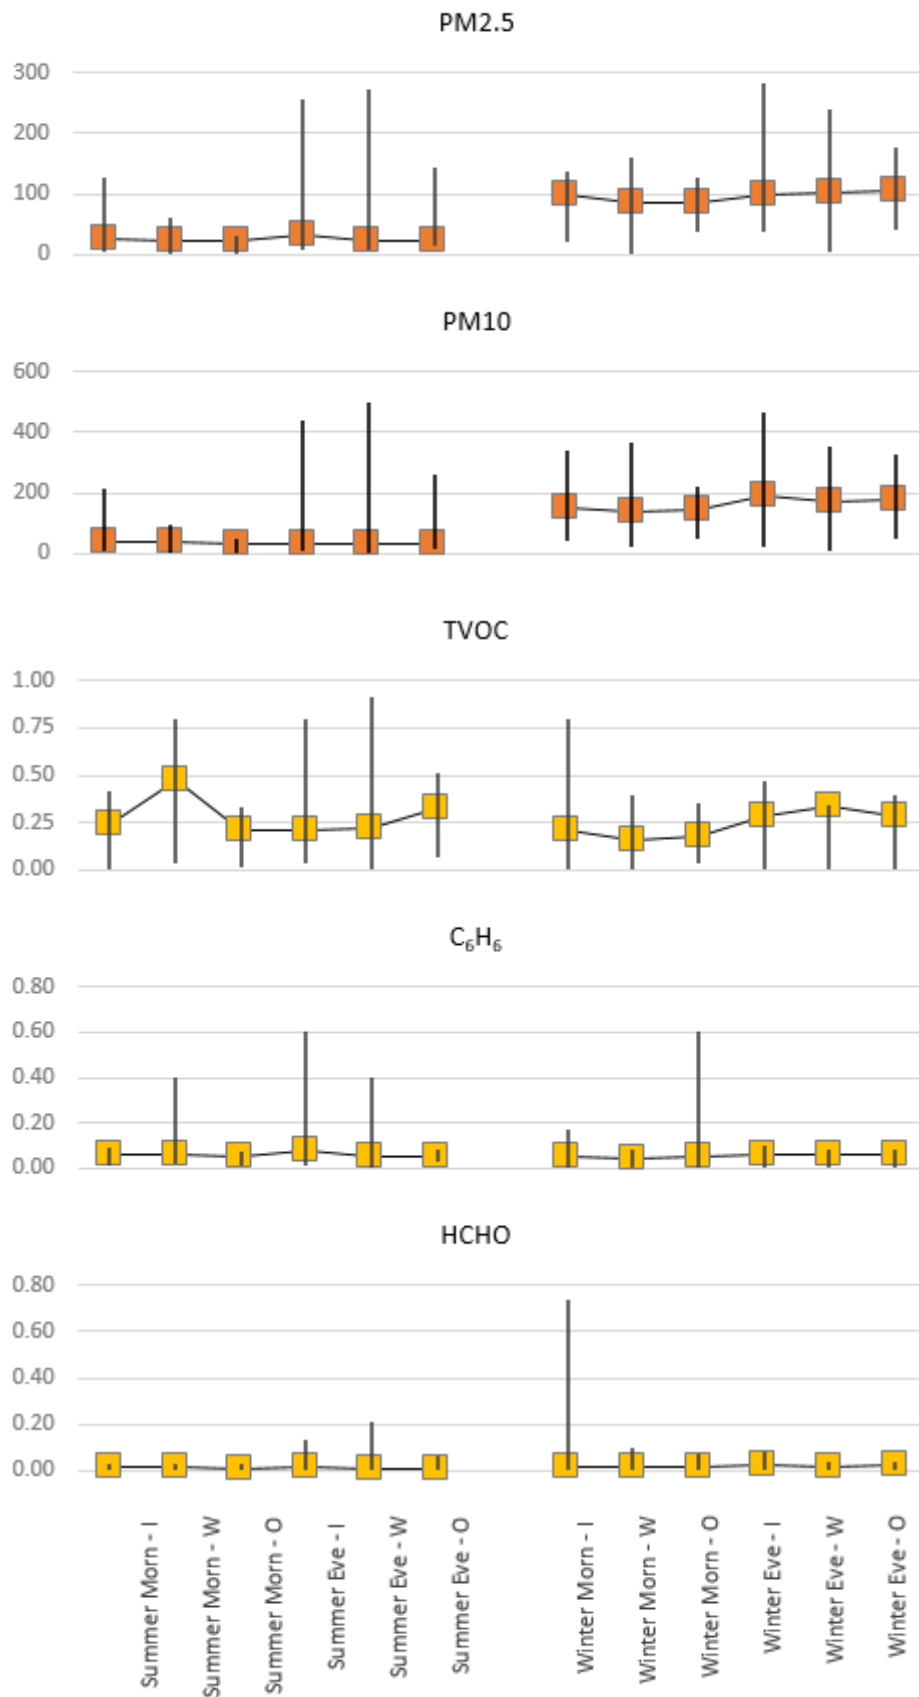 PM2.5
300
200
100
0
PM10
600
400
200
0
TVOC
1.00
0.75
0.50
0.25
0.00
C₆H₆
0.80
0.60
0.40
0.20
0.00
HCHO
0.80
0.60
0.40
0.20
0.00
Summer Morn - I
Summer Morn - W
Summer Morn - O
Summer Eve - I
Summer Eve - W
Summer Eve - O
Winter Morn - I
Winter Morn - W
Winter Morn - O
Winter Eve - I
Winter Eve - W
Winter Eve - O